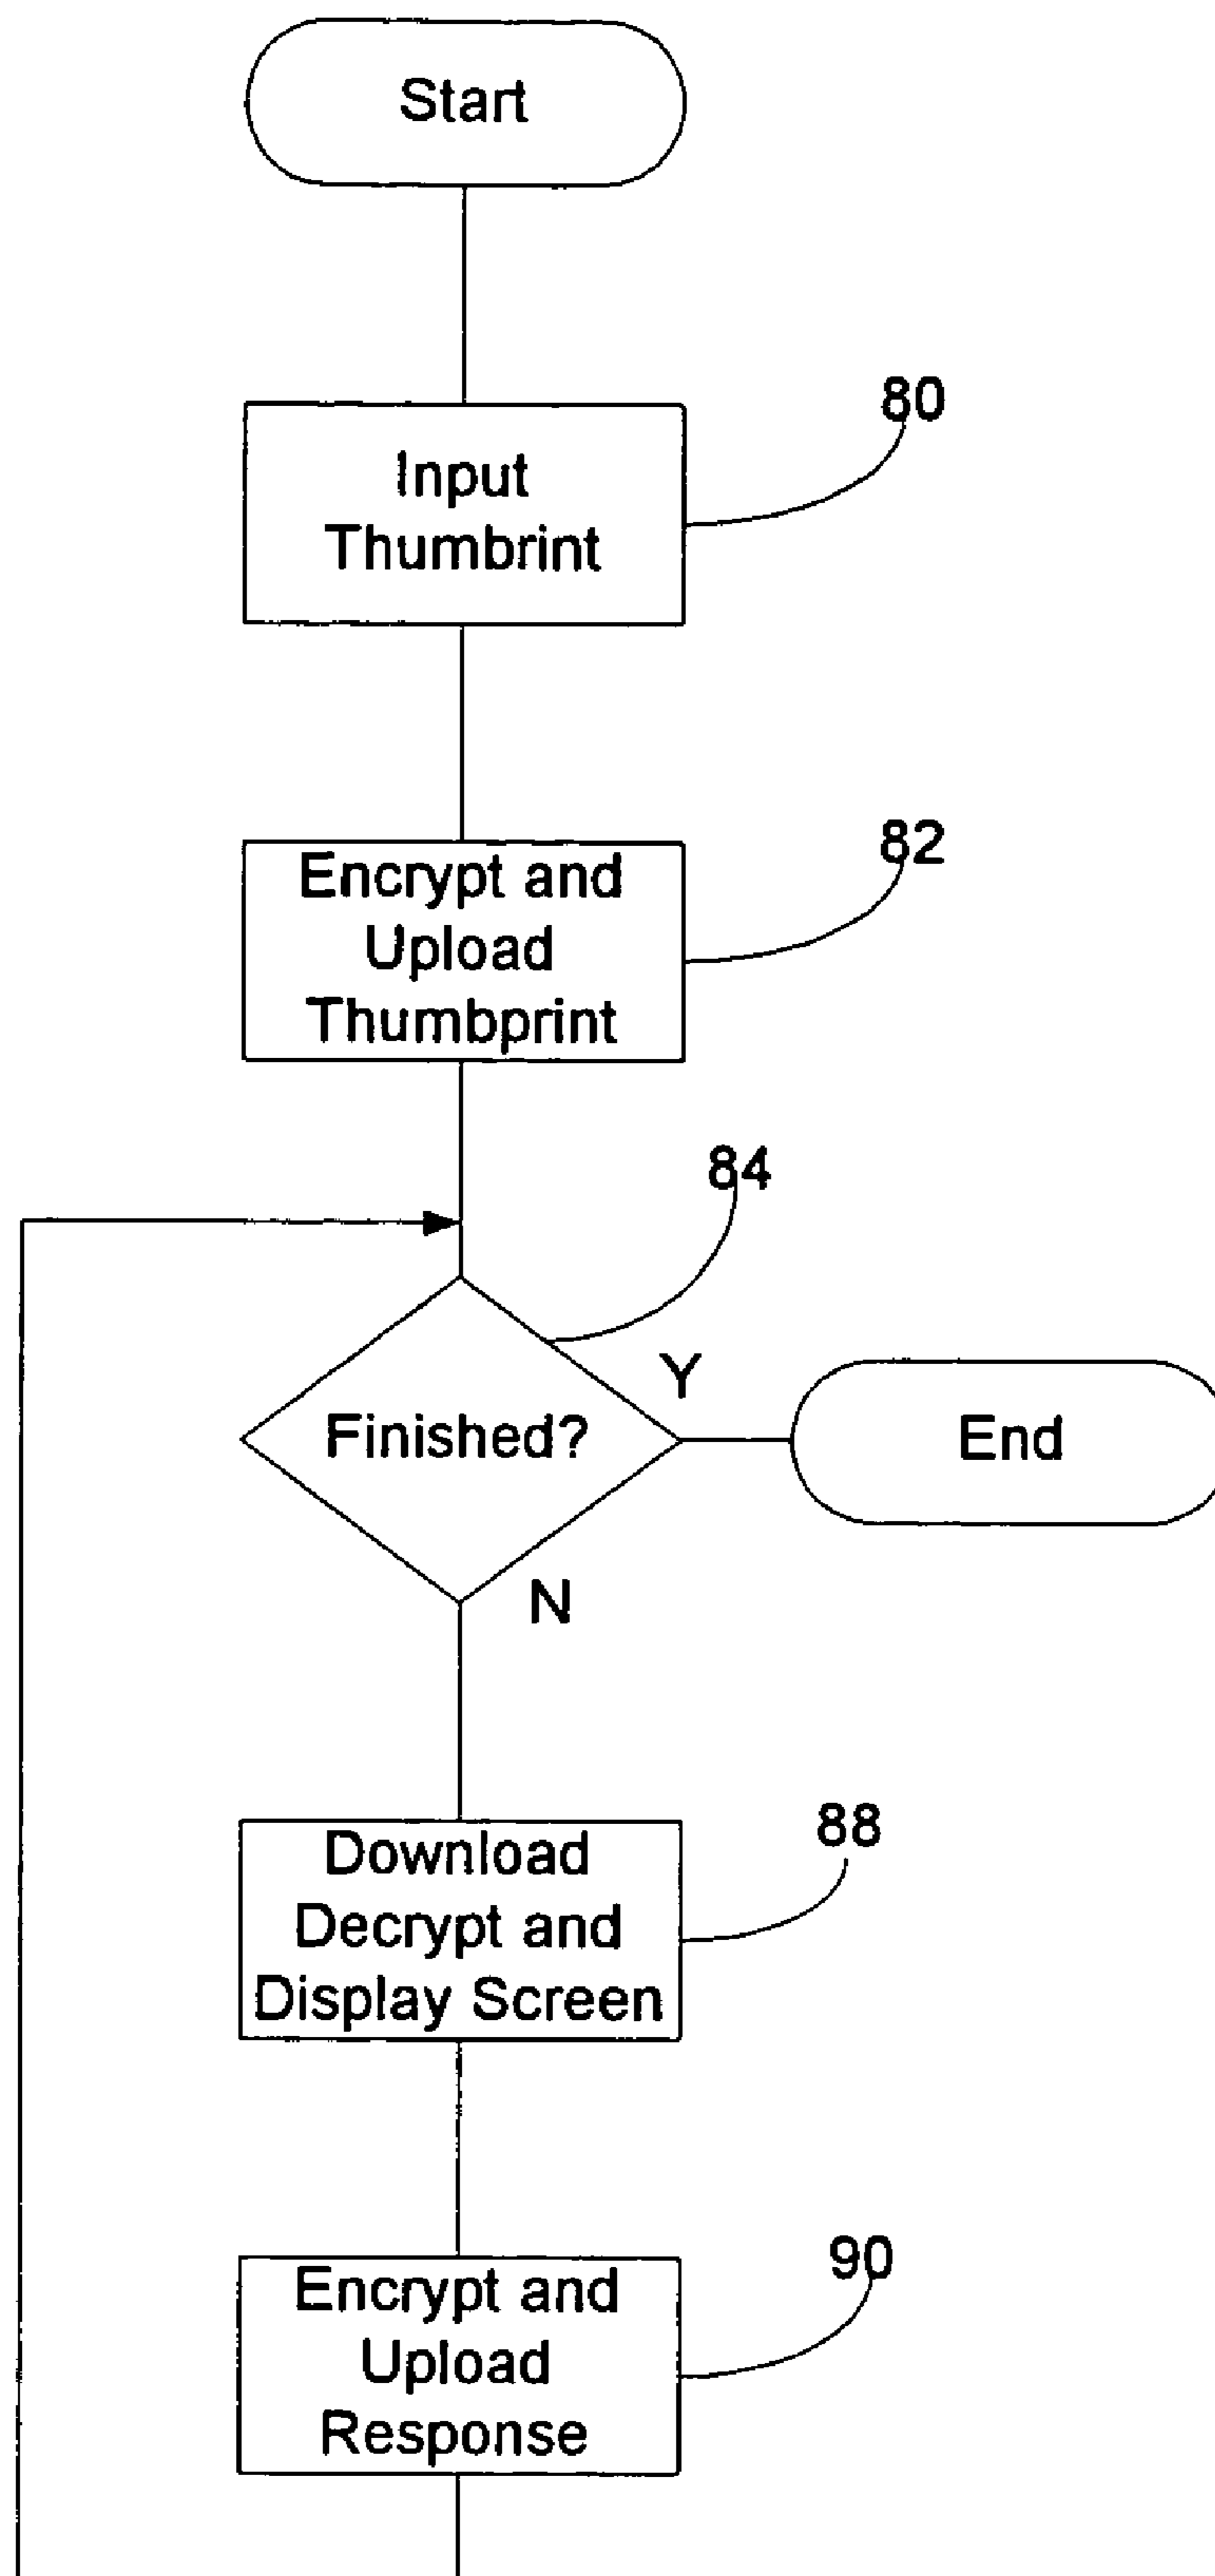 Start
80
Input
Thumbrint
82
Encrypt and
Upload
Thumbprint
84
Y
Finished?
End
N
88
Download
Decrypt and
Display Screen
90
Encrypt and
Upload
Response